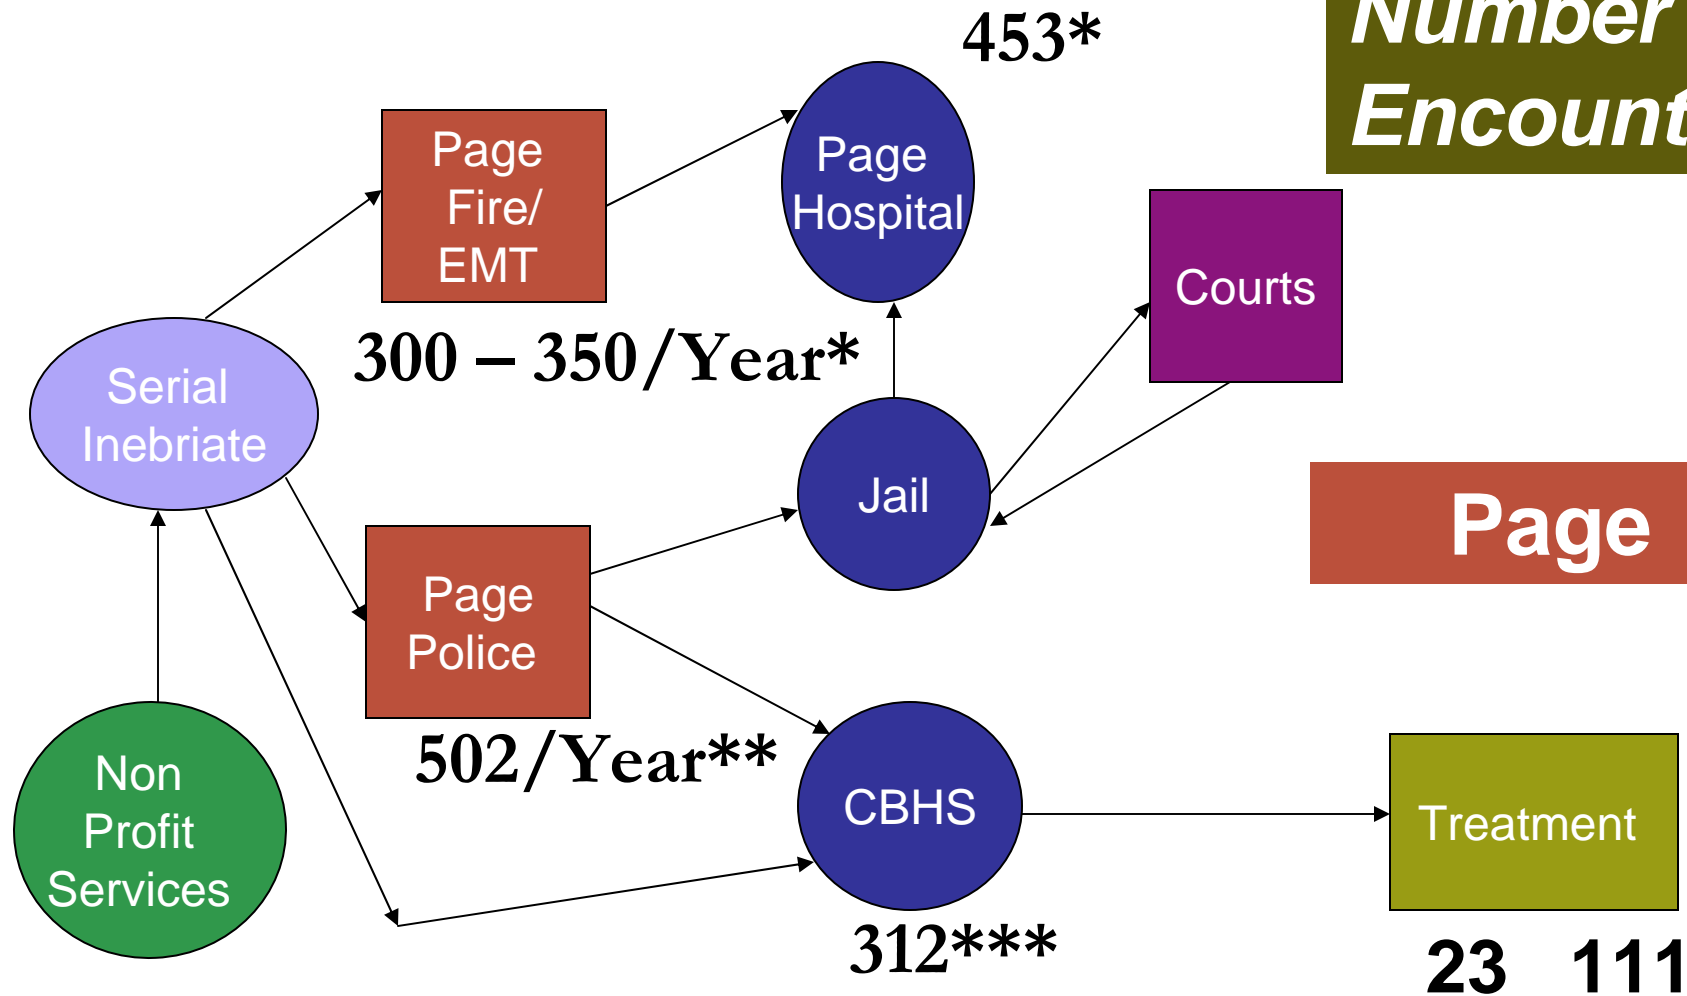 453*
Number
Encount
Page
Fire/
EMT
Page
Hospital
Courts
300 – 350/Year*
Serial
Inebriate
Jail
Page
Page
Police
502/Year**
Non
Profit
Services
CBHS
Treatment
312***
23 111